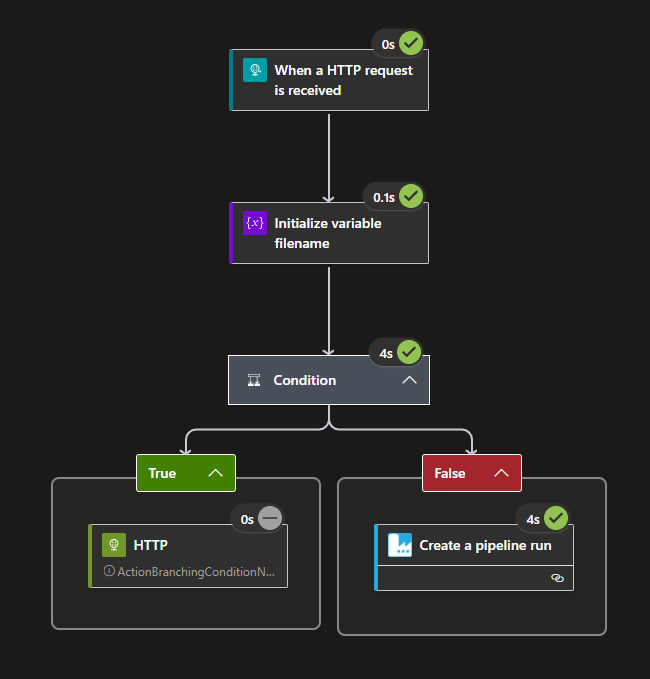 0s
When a HTTP request
is received
0.1s
{x}
Initialize variable
filename
4s
Condition
True
False
0s
HTTP
ActionBranchingConditionN...
4s
Create a pipeline run